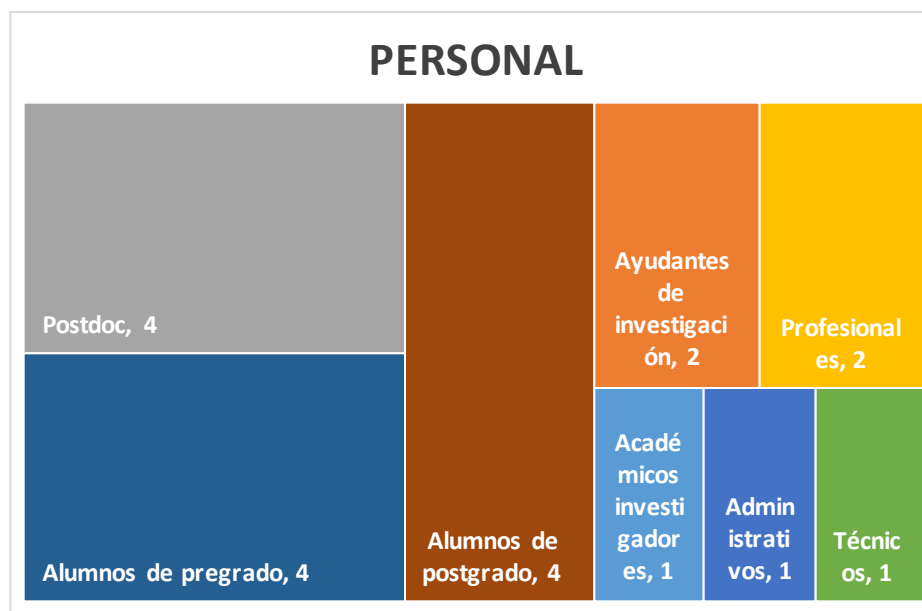 PERSONAL
Postdoc, 4
Alumnos de pregrado, 4
Alumnos de
postgrado, 4
Ayudantes
de
investigaci
ón, 2
Profesional
es, 2
Acadé
micos
investi
gador
es, 1
Admin
istrati
vos, 1
Técnic
os, 1